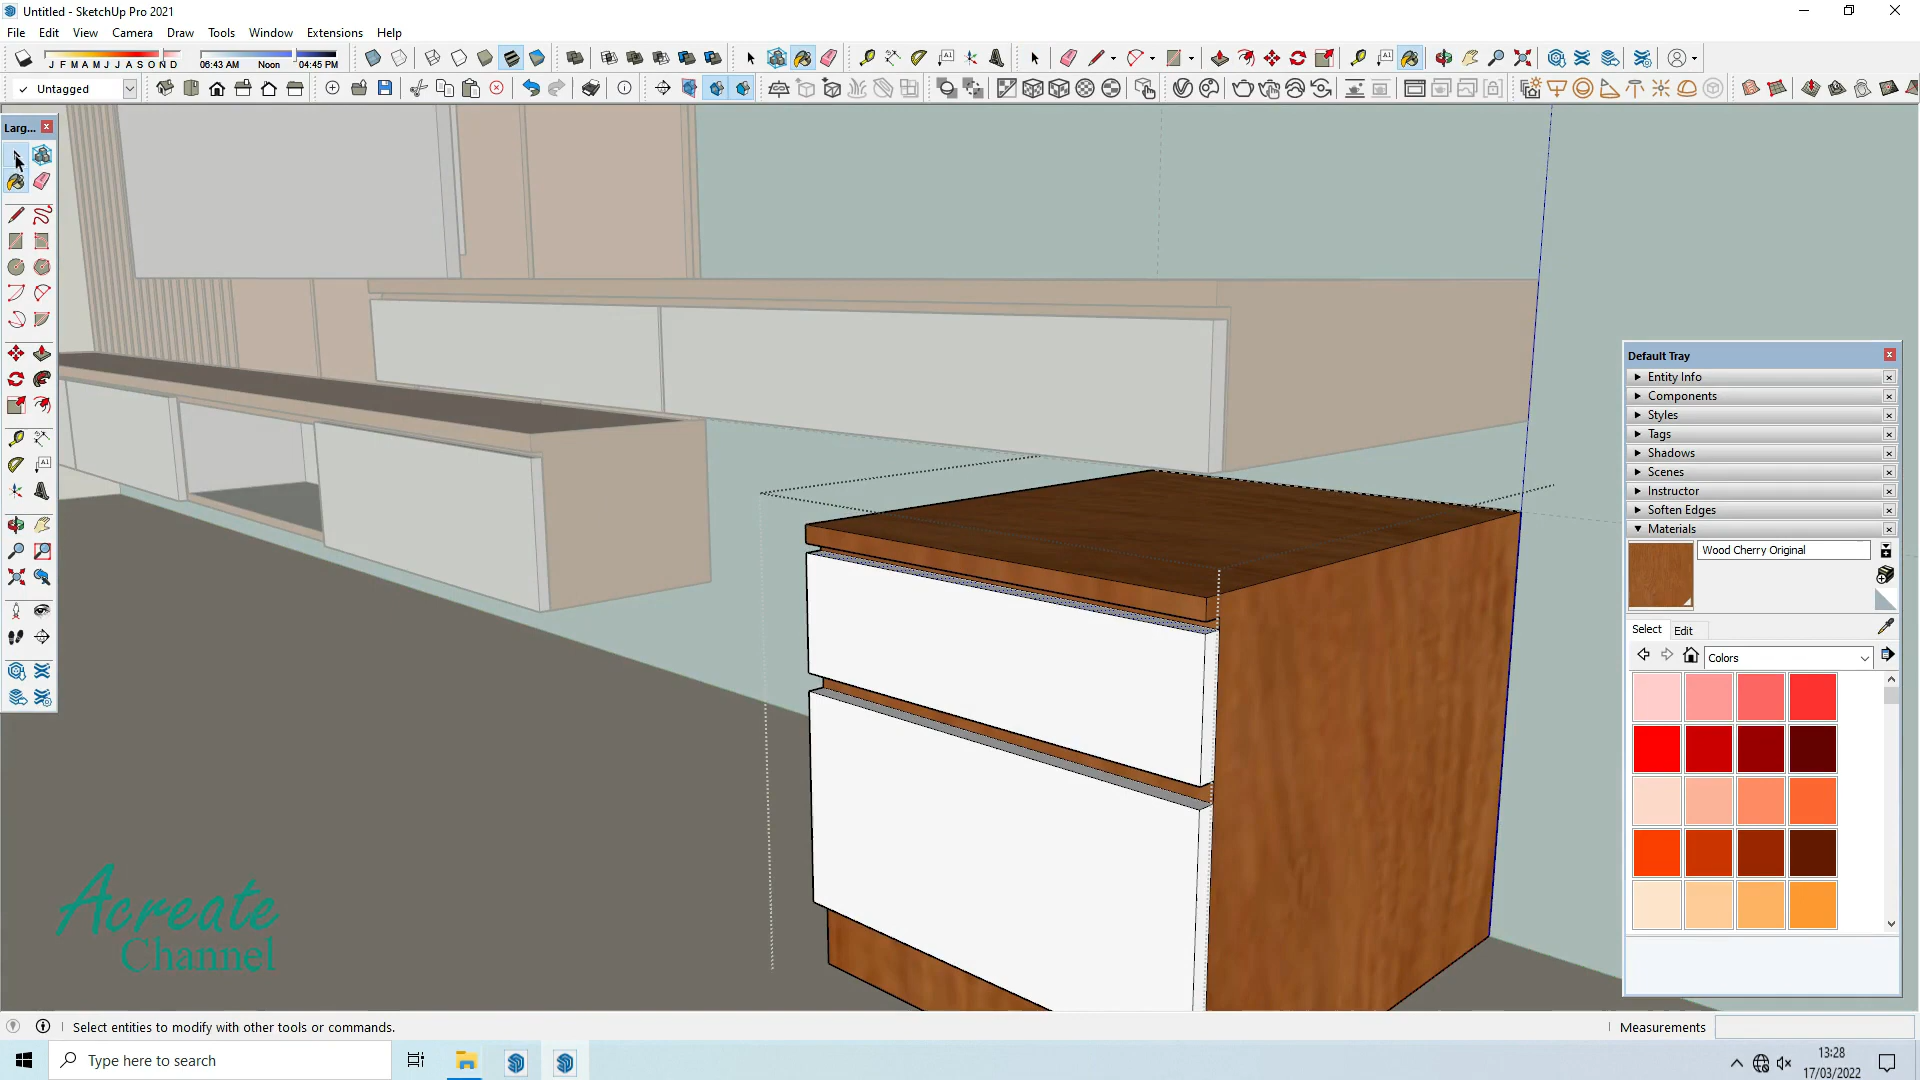 Untitled - SketchUp Pro 2021
File Edit View Camera Draw Tools Window Extensions Help
J F M A M J J A S O N D 06:43 AM Noon 04:45 PM
Untagged
Larg...
Default Tray
Entity Info
Components
Styles
Tags
Shadows
Scenes
Instructor
Soften Edges
Materials
Wood Cherry Original
Select Edit
Colors
Acreate
Channel
Select entities to modify with other tools or commands.
Measurements
Type here to search
13:28
17/03/2022